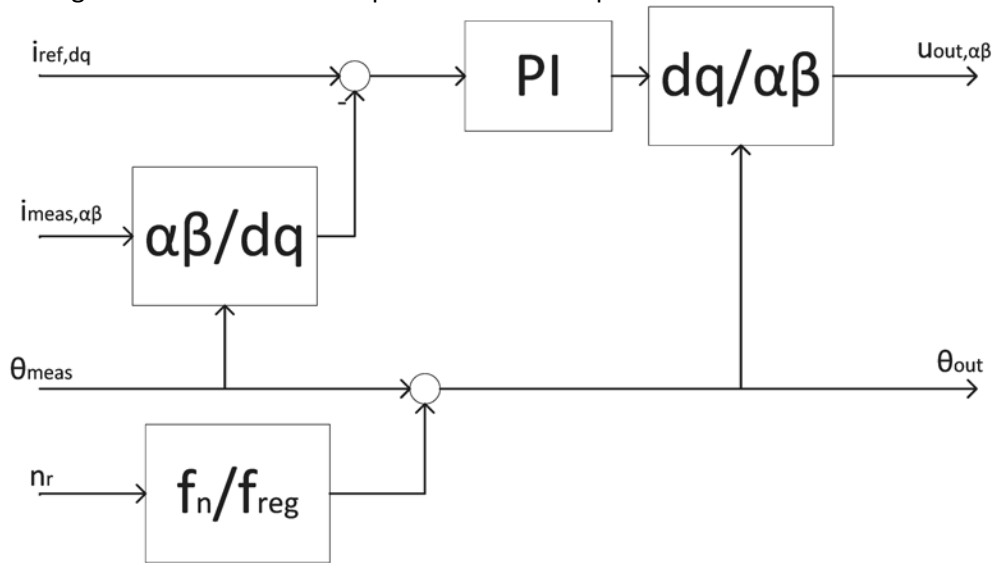 iref,dq
uout,αβ
PI
dq/αβ
-
imeas,αβ
αβ/dq
θmeas
θout
nr
fn/freg